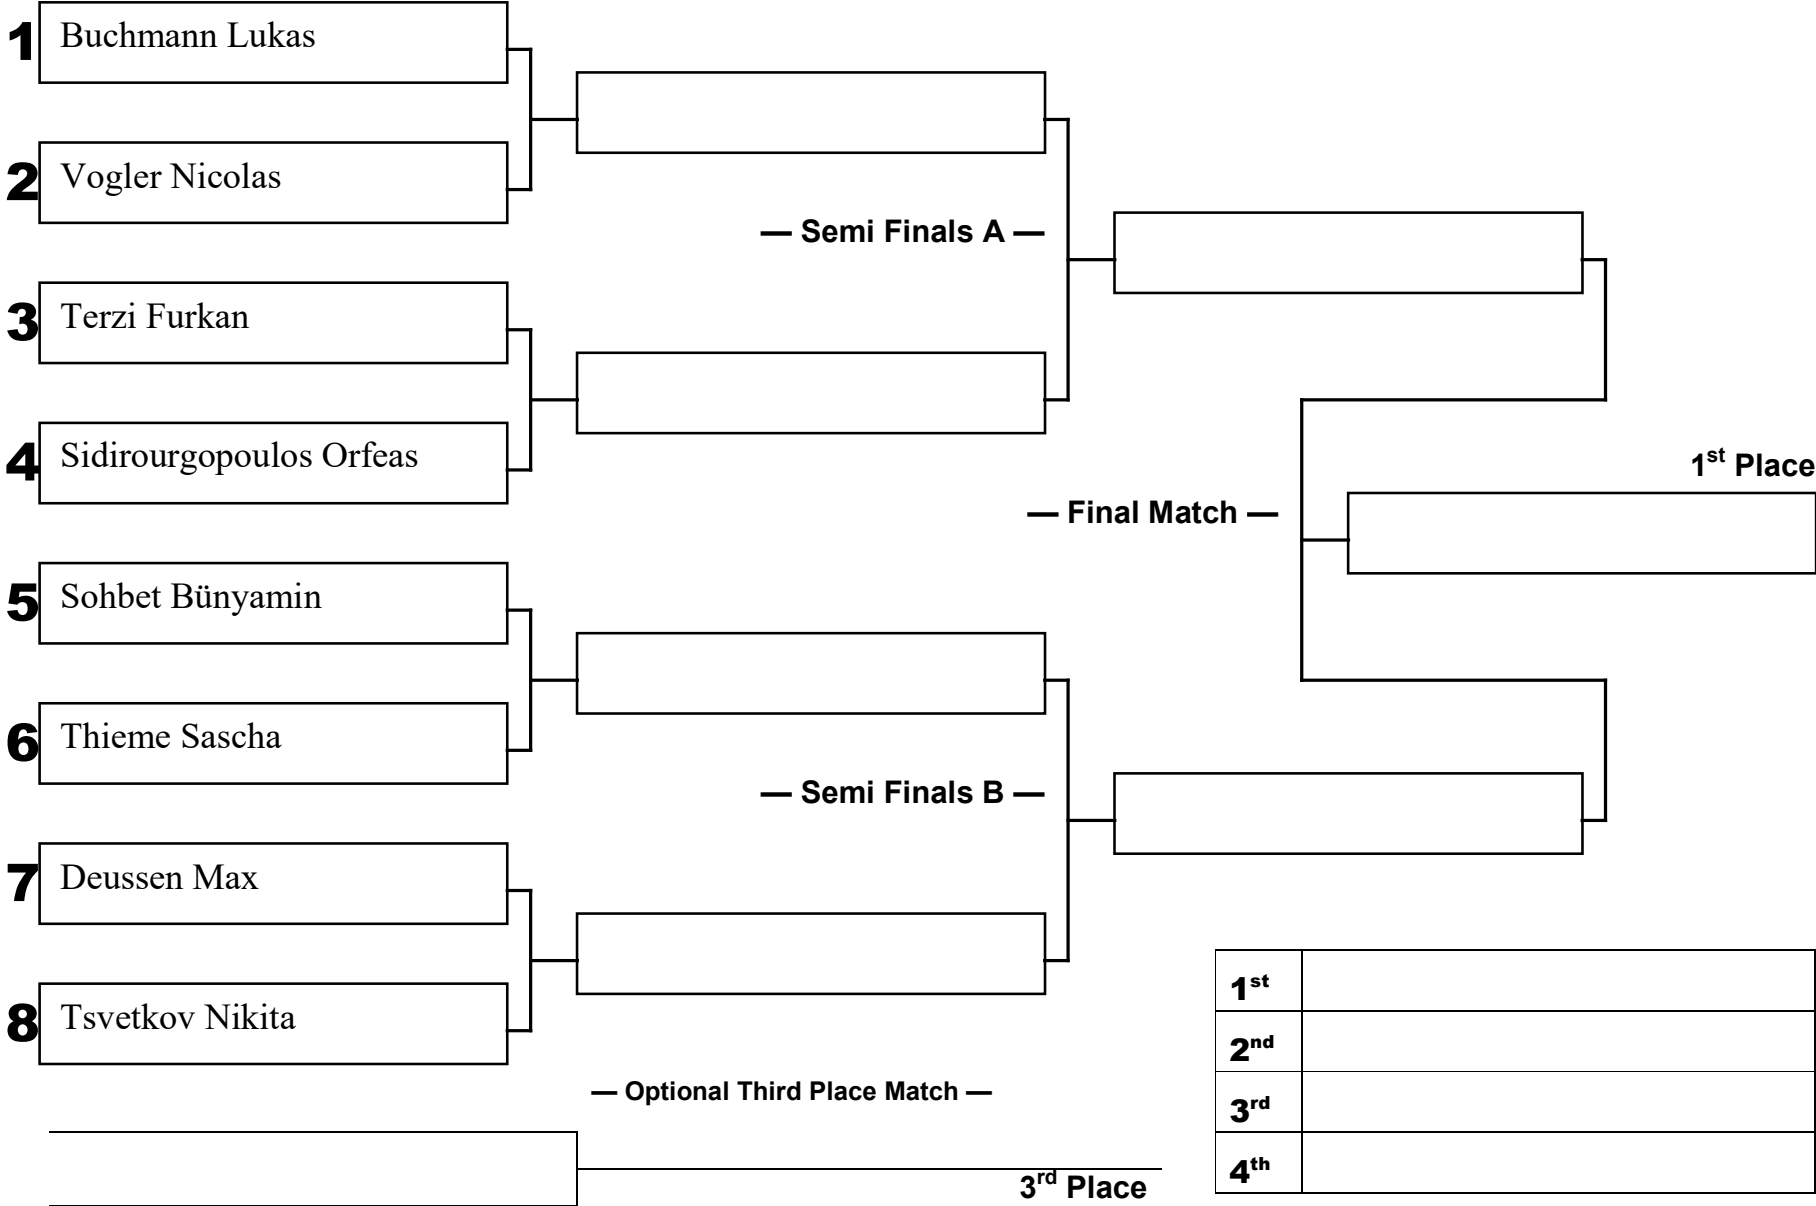 1 Buchmann Lukas
2 Vogler Nicolas
— Semi Finals A —
3 Terzi Furkan
4 Sidirourgopoulos Orfeas
1st Place
— Final Match —
5 Sohbet Bünyamin
6 Thieme Sascha
— Semi Finals B —
7 Deussen Max
8 Tsvetkov Nikita
— Optional Third Place Match —
3rd Place
1st
2nd
3rd
4th